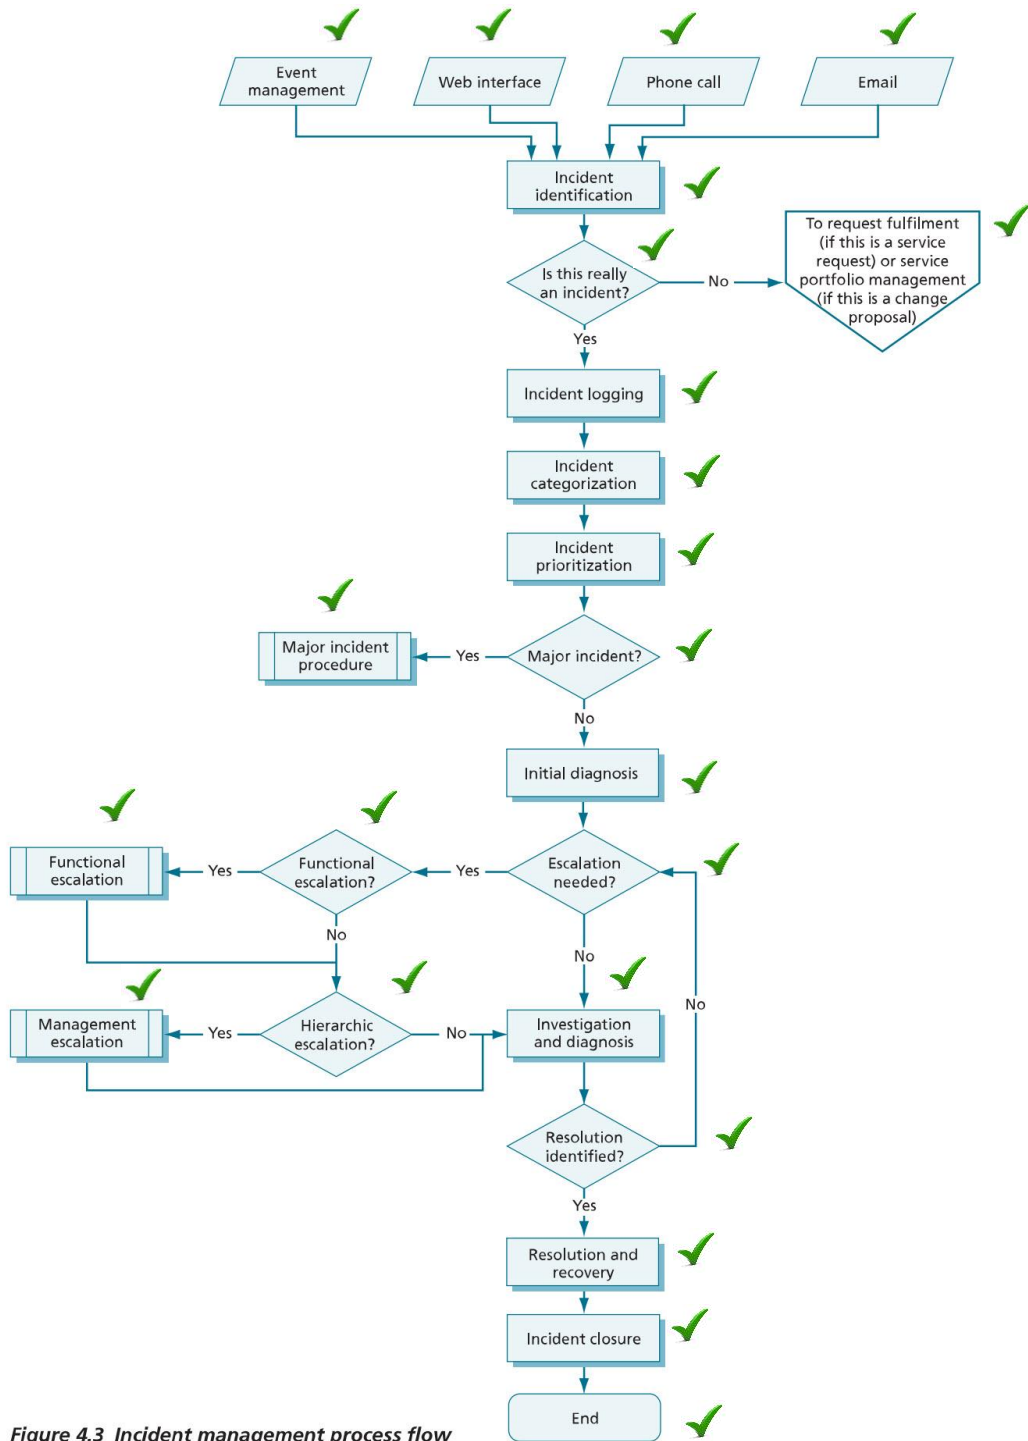 Event
management
Web interface
Phone call
Email
Incident
identification
To request fulfilment
(if this is a service
request) or service
portfolio management
(if this is a change
proposal)
Is this really
an incident?
No
Yes
Incident logging
Incident
categorization
Incident
prioritization
Major incident
procedure
Yes
Major incident?
No
Initial diagnosis
Functional
escalation
Yes
Functional
escalation?
Yes
Escalation
needed?
No
No
No
Management
escalation
Yes
Hierarchic
escalation?
No
Investigation
and diagnosis
Resolution
identified?
Yes
Resolution and
recovery
Incident closure
End
Figure 4.3 Incident management process flow